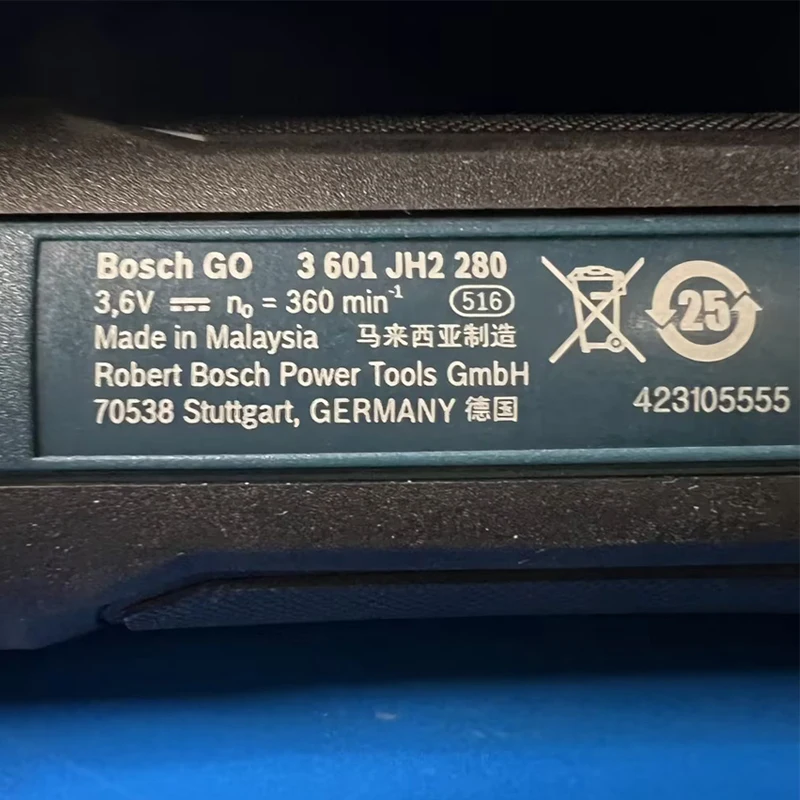 Bosch GO 3 601 JH2 280
3,6V ⎓ n₀ = 360 min⁻¹ 516
Made in Malaysia 马来西亚制造
Robert Bosch Power Tools GmbH
70538 Stuttgart, GERMANY 德国
25
423105555